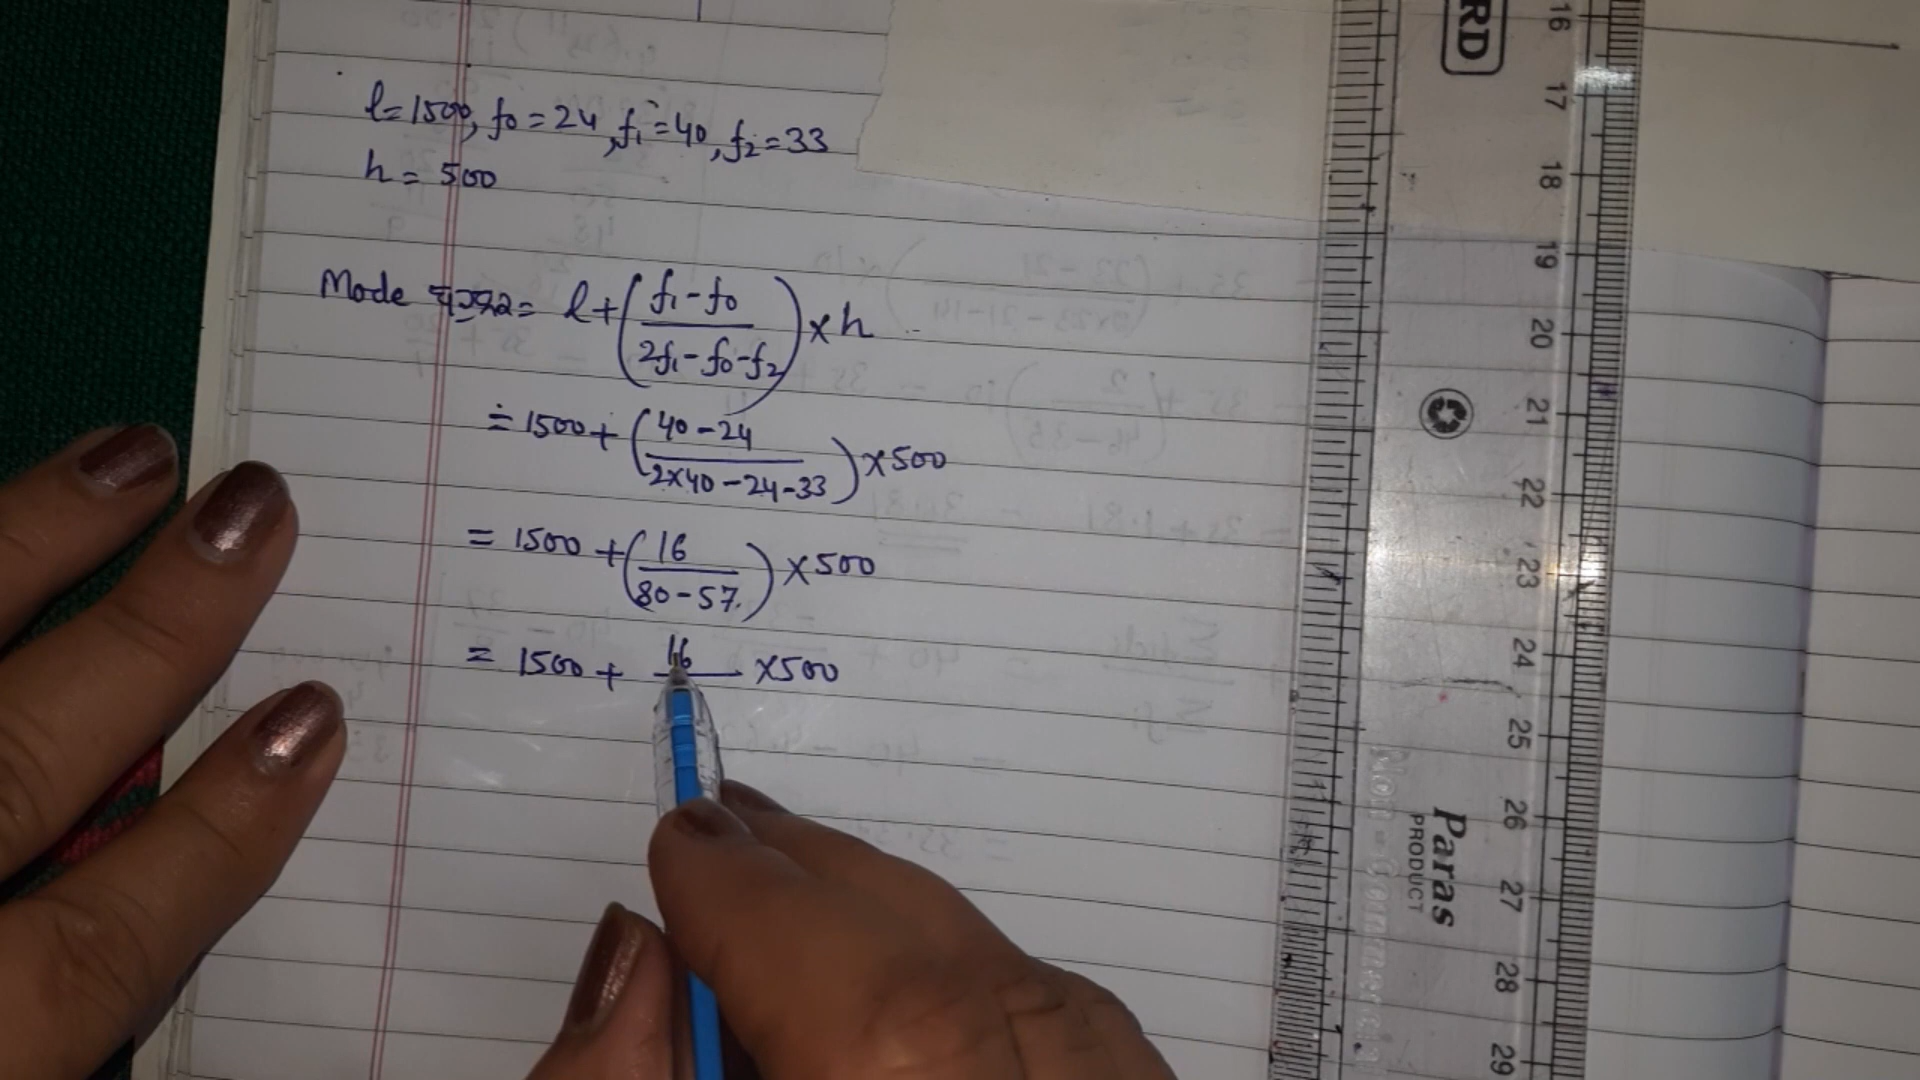 l=1500, f0=24, f1=40, f2=33
h = 500
Mode = l+(f1-f0/2f1-f0-f2)×h
= 1500+(40-24/2×40-24-33)×500
= 1500+(16/80-57)×500
= 1500+ 16/ ×500
RD
16
17
18
19
20
21
22
23
24
25
26
27
28
29
Paras
PRODUCT